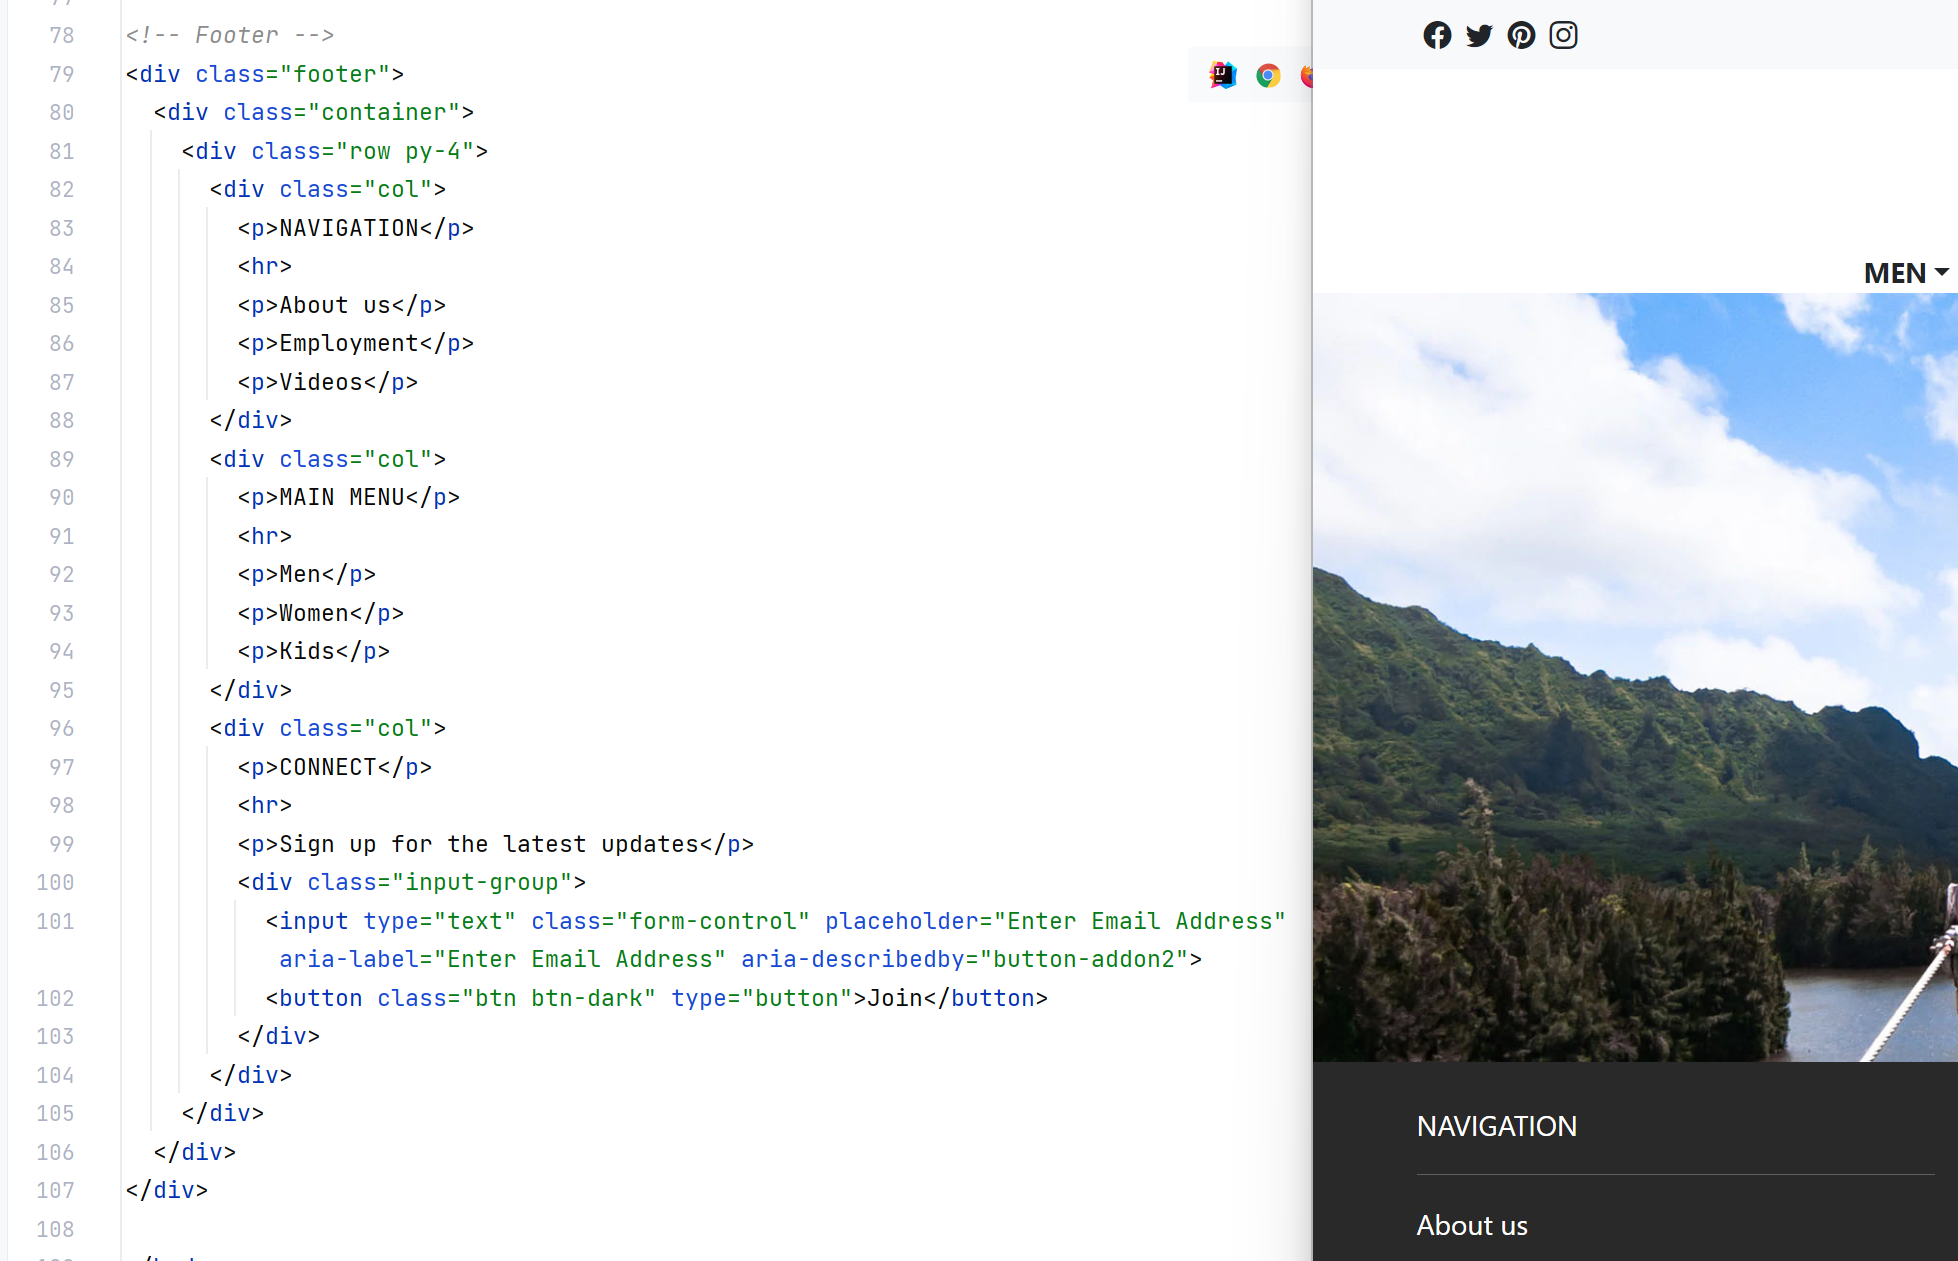 78 <!-- Footer -->
79 <div class="footer">
80 <div class="container">
81 <div class="row py-4">
82 <div class="col">
83 <p>NAVIGATION</p>
84 <hr>
85 <p>About us</p>
86 <p>Employment</p>
87 <p>Videos</p>
88 </div>
89 <div class="col">
90 <p>MAIN MENU</p>
91 <hr>
92 <p>Men</p>
93 <p>Women</p>
94 <p>Kids</p>
95 </div>
96 <div class="col">
97 <p>CONNECT</p>
98 <hr>
99 <p>Sign up for the latest updates</p>
100 <div class="input-group">
101 <input type="text" class="form-control" placeholder="Enter Email Address"
aria-label="Enter Email Address" aria-describedby="button-addon2">
102 <button class="btn btn-dark" type="button">Join</button>
103 </div>
104 </div>
105 </div>
106 </div>
107 </div>
108
IJ
MEN
NAVIGATION
About us